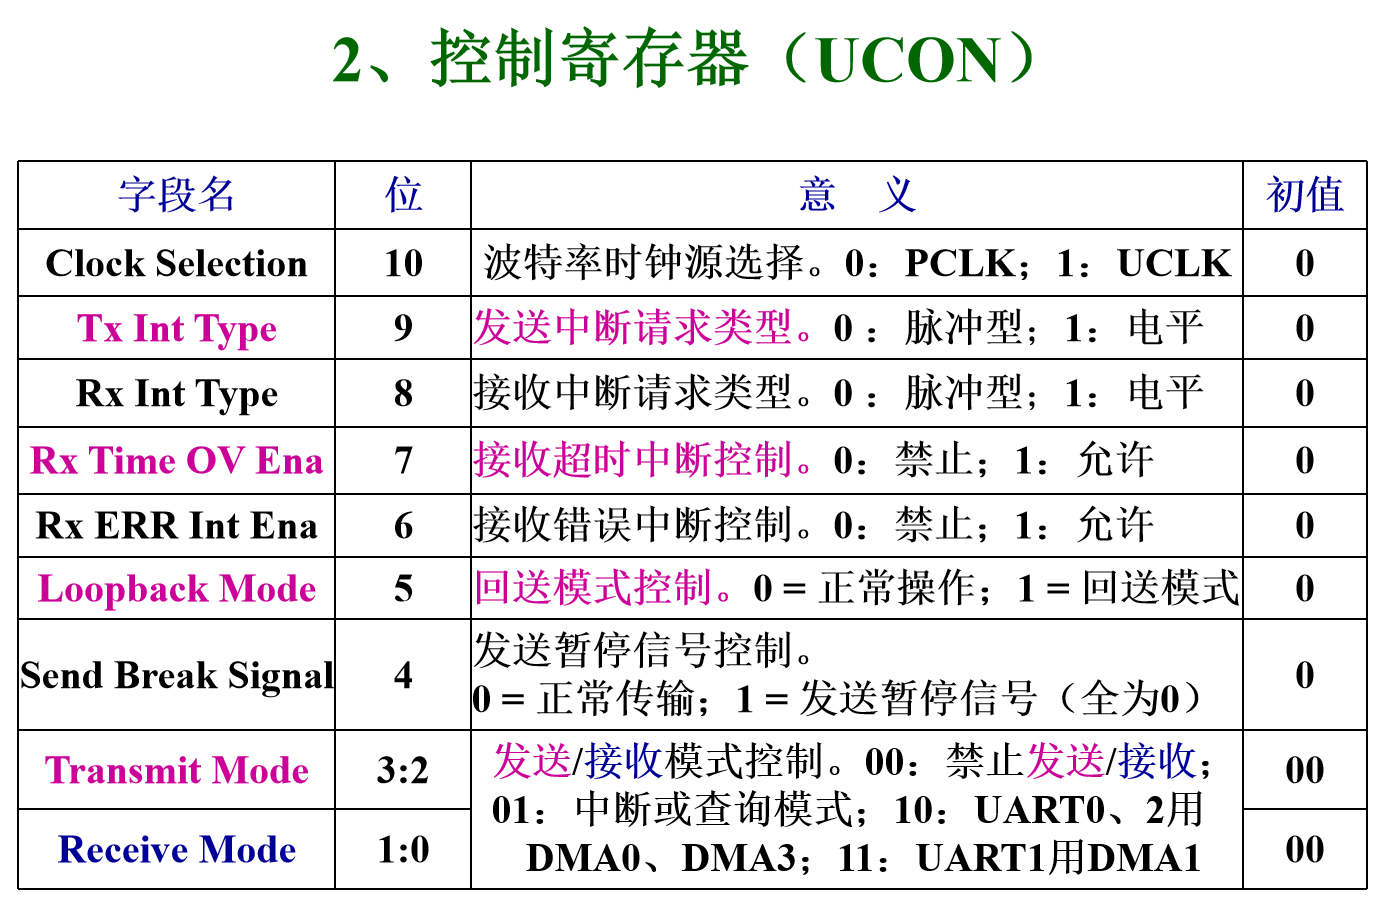 2、控制寄存器（UCON）
字段名 位 意 义 初值
Clock Selection 10 波特率时钟源选择。0：PCLK；1：UCLK 0
Tx Int Type 9 发送中断请求类型。0 ：脉冲型；1：电平 0
Rx Int Type 8 接收中断请求类型。0 ：脉冲型；1：电平 0
Rx Time OV Ena 7 接收超时中断控制。0：禁止；1：允许 0
Rx ERR Int Ena 6 接收错误中断控制。0：禁止；1：允许 0
Loopback Mode 5 回送模式控制。0 = 正常操作；1 = 回送模式 0
Send Break Signal 4 发送暂停信号控制。
0 = 正常传输；1 = 发送暂停信号（全为0） 0
Transmit Mode 3:2 发送/接收模式控制。00：禁止发送/接收； 00
01：中断或查询模式；10：UART0、2用
Receive Mode 1:0 DMA0、DMA3；11：UART1用DMA1 00